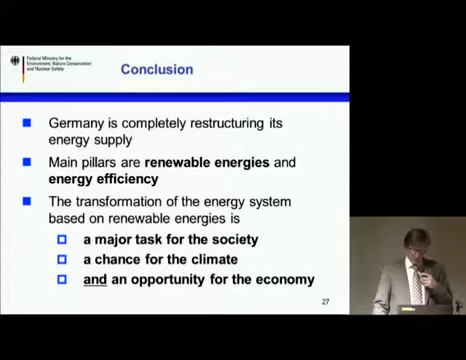 Federal Ministry for the
Environment, Nature Conservation
and Nuclear Safety
Conclusion
Germany is completely restructuring its
energy supply
Main pillars are renewable energies and
energy efficiency
The transformation of the energy system
based on renewable energies is
a major task for the society
a chance for the climate
and an opportunity for the economy
27